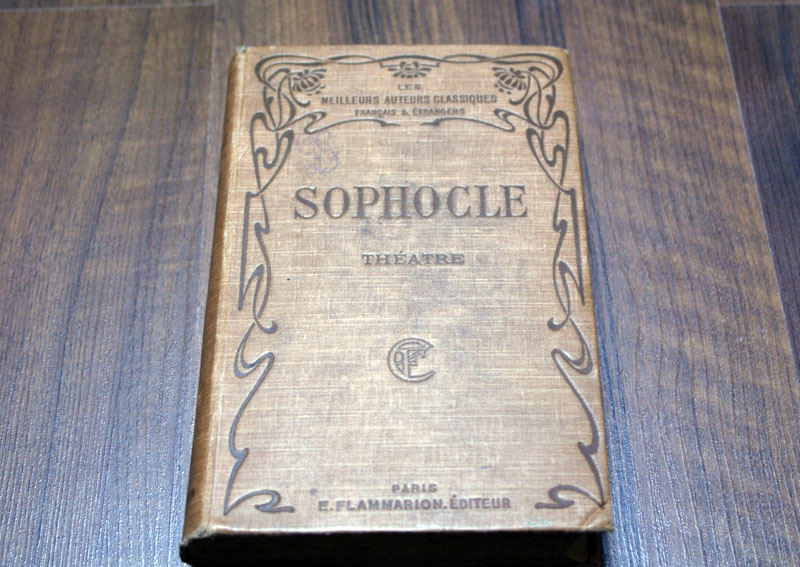 LES
MEILLEURS AUTEURS CLASSIQUES
FRANÇAIS & ÉTRANGERS
SOPHOCLE
THÉATRE
PARIS
E. FLAMMARION. ÉDITEUR